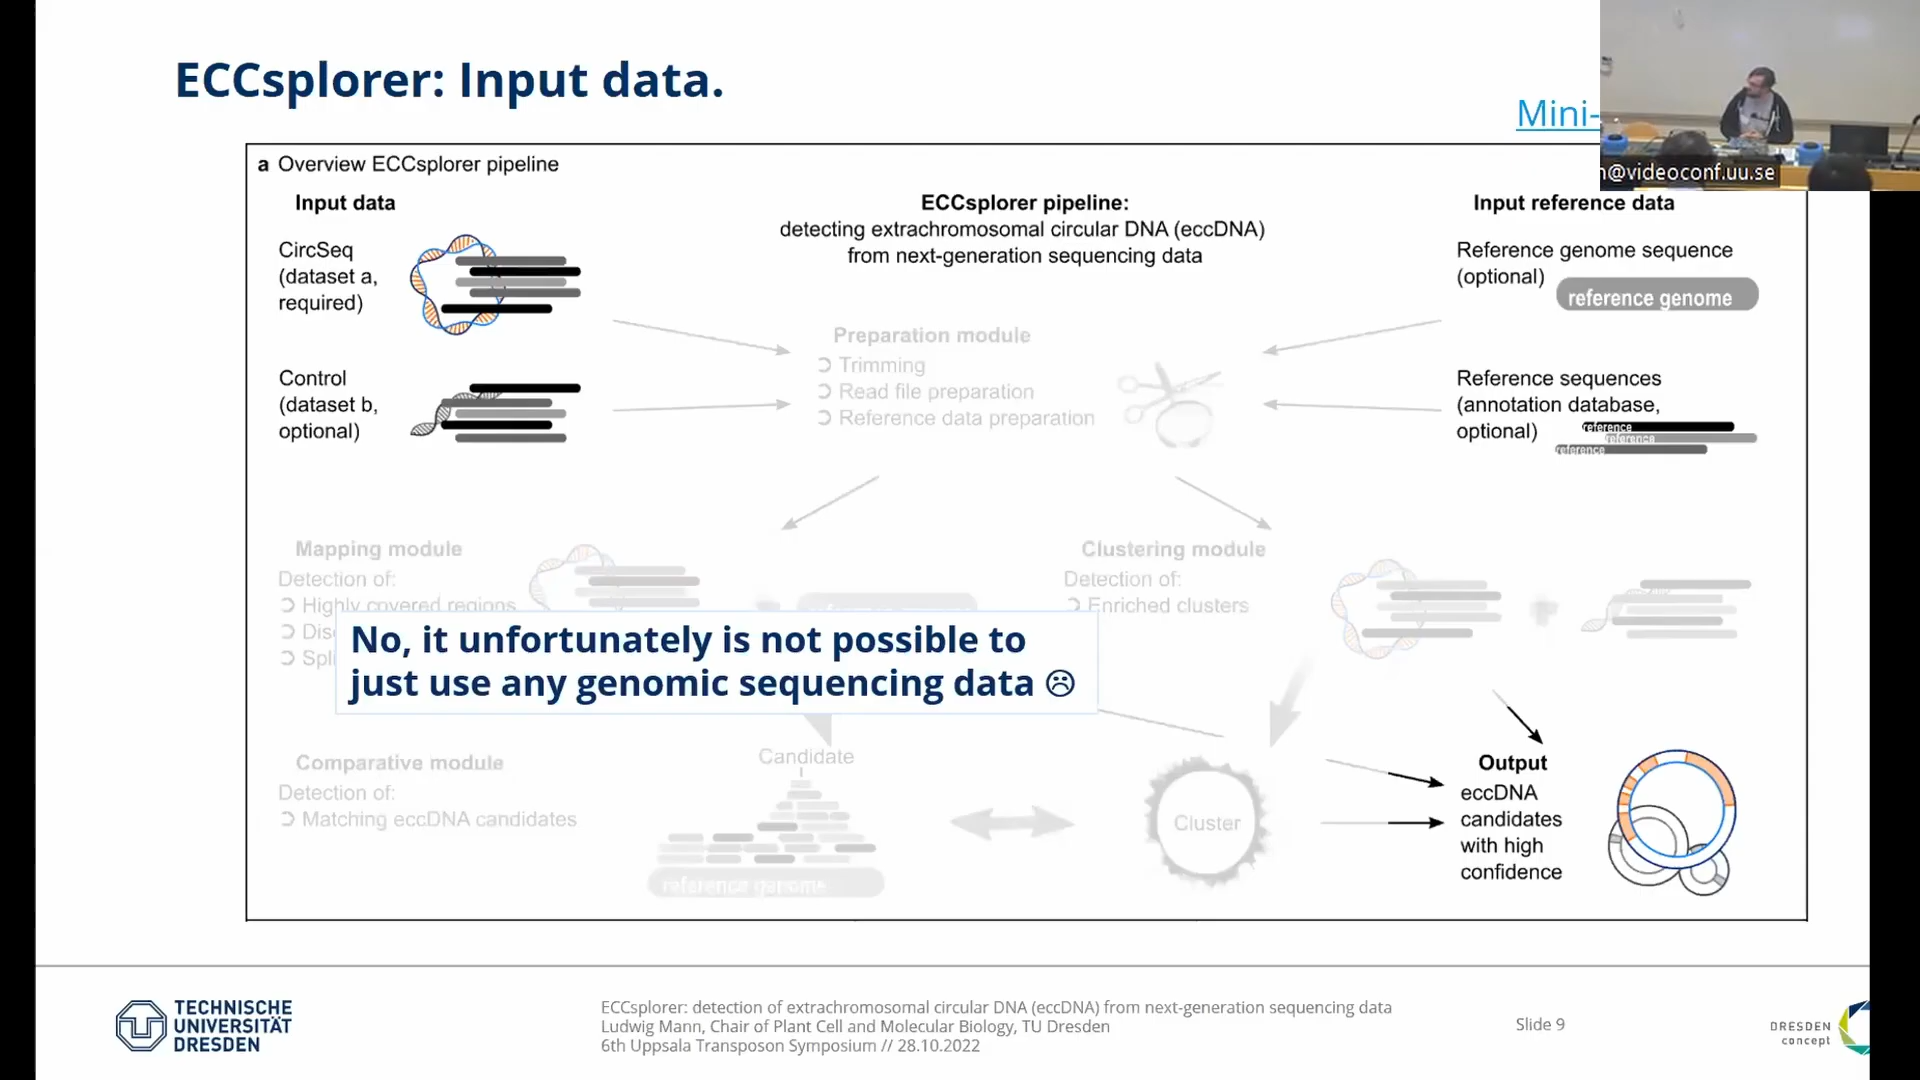 ECCsplorer: Input data.
Mini-
n@videoconf.uu.se
a Overview ECCsplorer pipeline
Input data
CircSeq
(dataset a,
required)
Control
(dataset b,
optional)
ECCsplorer pipeline:
detecting extrachromosomal circular DNA (eccDNA)
from next-generation sequencing data
Preparation module
Trimming
Read file preparation
Reference data preparation
Input reference data
Reference genome sequence
(optional)
reference genome
Reference sequences
(annotation database,
optional)
reference
reference
reference
Mapping module
Detection of:
Highly covered regions
Dis
Spl
Clustering module
Detection of:
Enriched clusters
No, it unfortunately is not possible to
just use any genomic sequencing data ☹
Comparative module
Detection of:
Matching eccDNA candidates
Candidate
reference genome
Cluster
Output
eccDNA
candidates
with high
confidence
TECHNISCHE
UNIVERSITÄT
DRESDEN
ECCsplorer: detection of extrachromosomal circular DNA (eccDNA) from next-generation sequencing data
Ludwig Mann, Chair of Plant Cell and Molecular Biology, TU Dresden
6th Uppsala Transposon Symposium // 28.10.2022
Slide 9
DRESDEN
concept